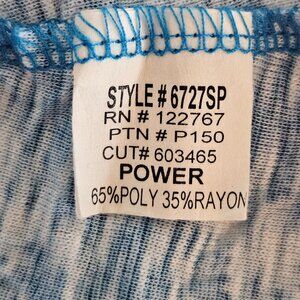 STYLE # 6727SP
RN # 122767
PTN # P150
CUT# 603465
POWER
65%POLY 35%RAYON